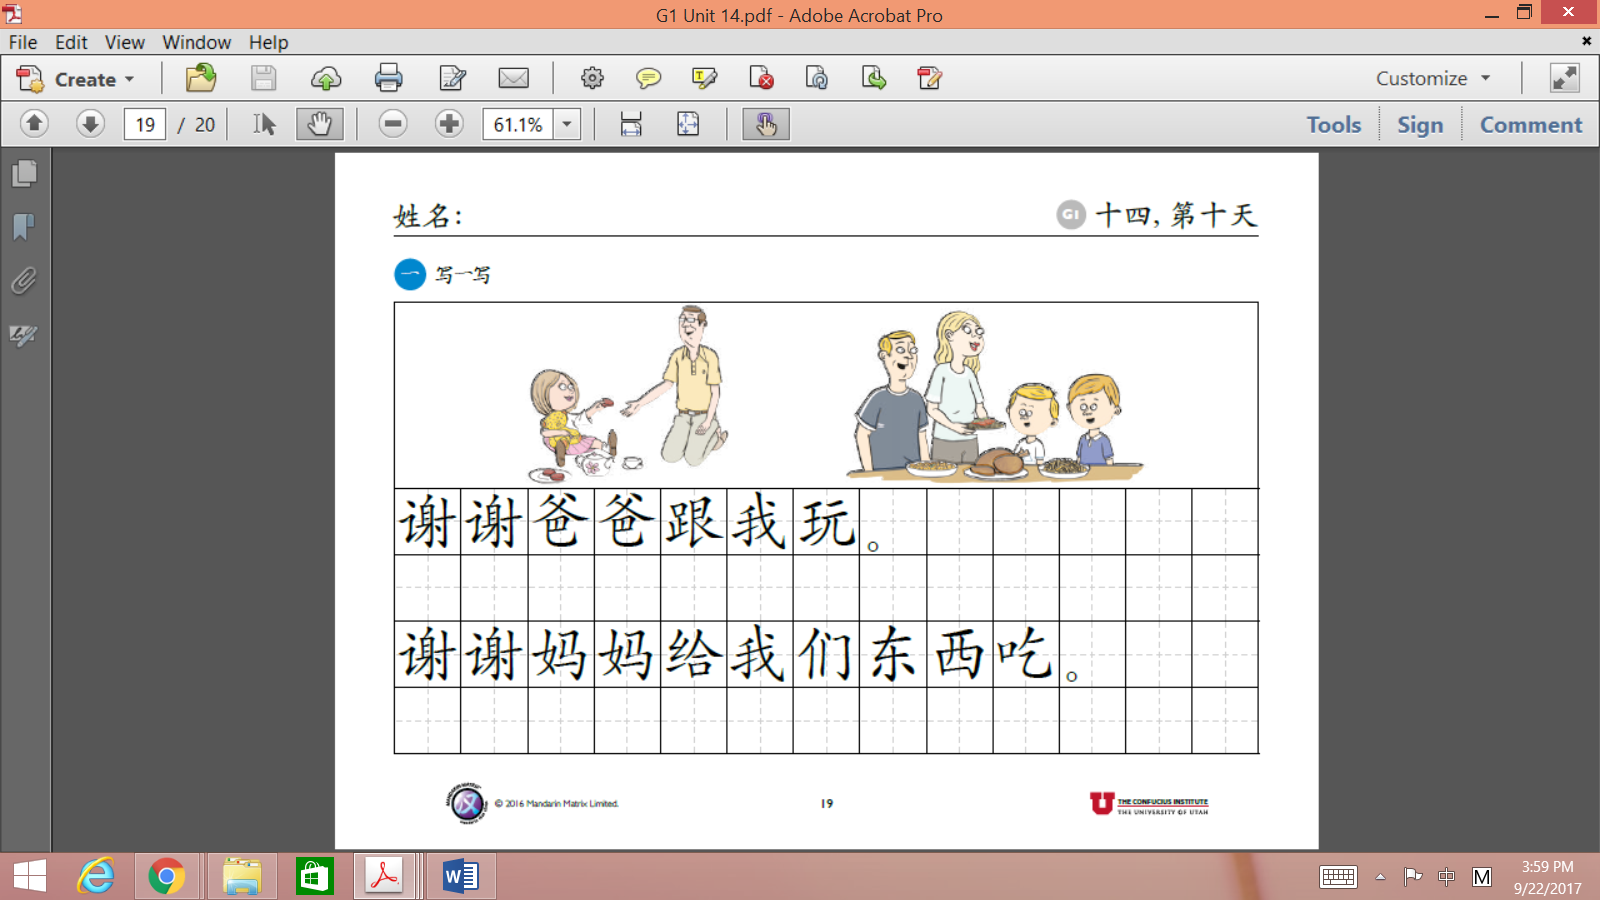 G1 Unit 14.pdf - Adobe Acrobat Pro
File Edit View Window Help
Create Customize
19 / 20 61.1% Tools Sign Comment
姓名: G1 十四, 第十天
一 写一写
谢谢爸爸跟我玩。
谢谢妈妈给我们东西吃。
© 2016 Mandarin Matrix Limited. 19 THE CONFUCIUS INSTITUTE
THE UNIVERSITY OF UTAH
中 M 3:59 PM
9/22/2017